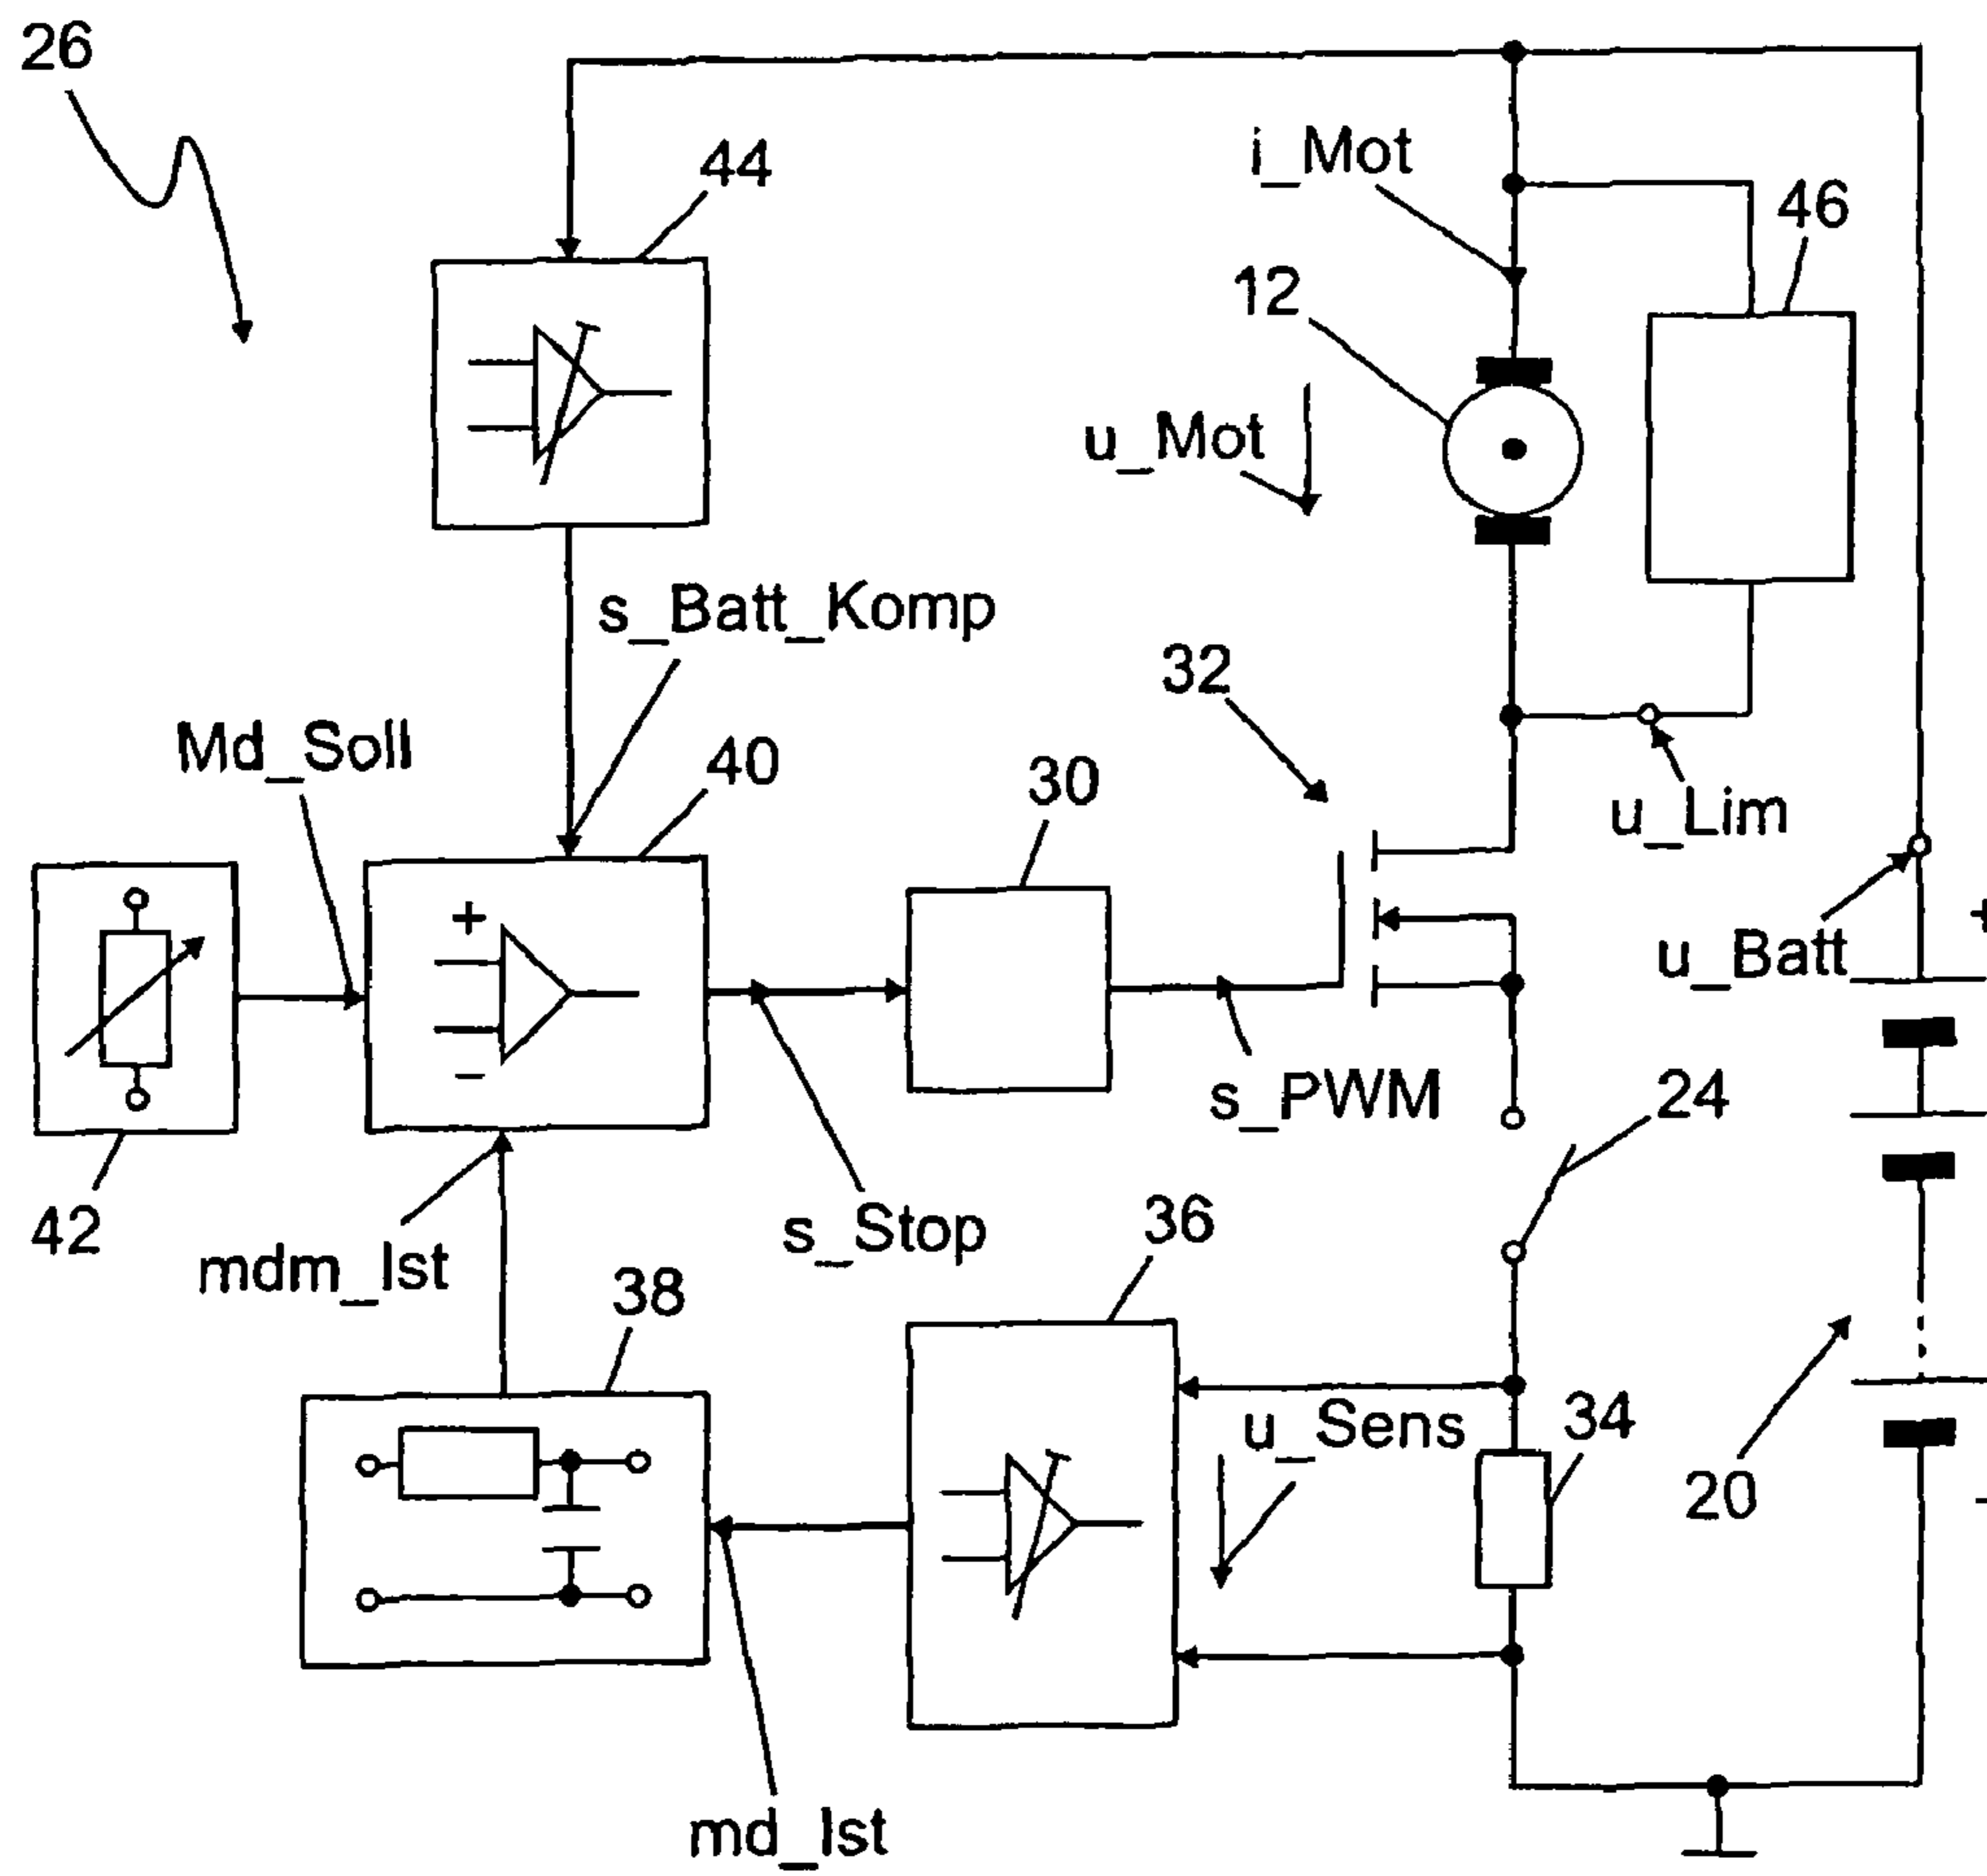 26
44
i_Mot
46
12
u_Mot
s_Batt_Komp
32
Md_Soll
40
30
u_Lim
+
+
u_Batt
–
s_PWM
24
42
s_Stop
36
mdm_Ist
38
u_Sens
34
20
–
md_Ist